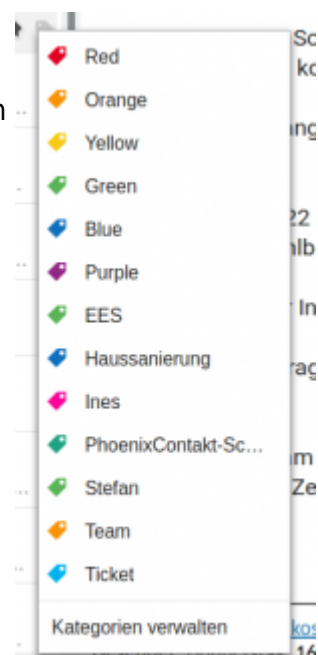 Red
Orange
Yellow
Green
Blue
Purple
EES
Haussanierung
Ines
PhoenixContakt-Sc...
Stefan
Team
Ticket
Kategorien verwalten